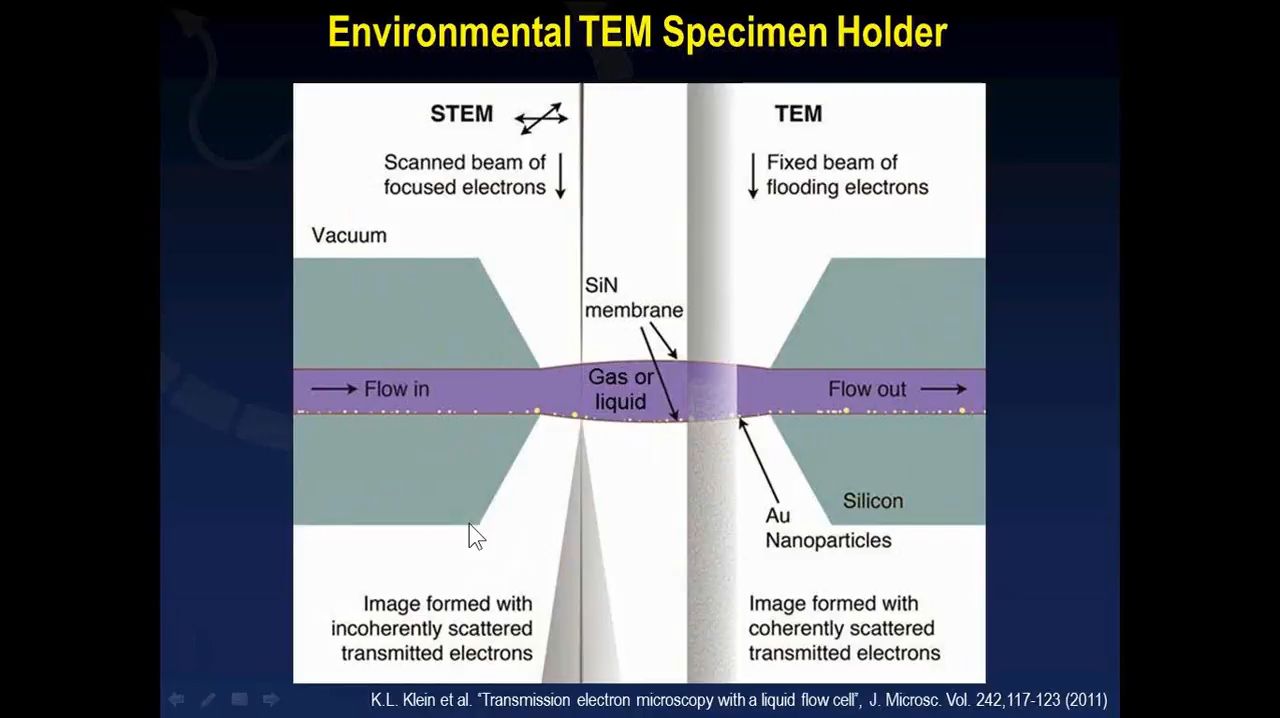 Environmental TEM Specimen Holder
STEM
TEM
Scanned beam of
focused electrons
Fixed beam of
flooding electrons
Vacuum
SiN
membrane
Flow in
Gas or
liquid
Flow out
Silicon
Au
Nanoparticles
Image formed with
incoherently scattered
transmitted electrons
Image formed with
coherently scattered
transmitted electrons
K.L. Klein et al. “Transmission electron microscopy with a liquid flow cell”, J. Microsc. Vol. 242,117-123 (2011)